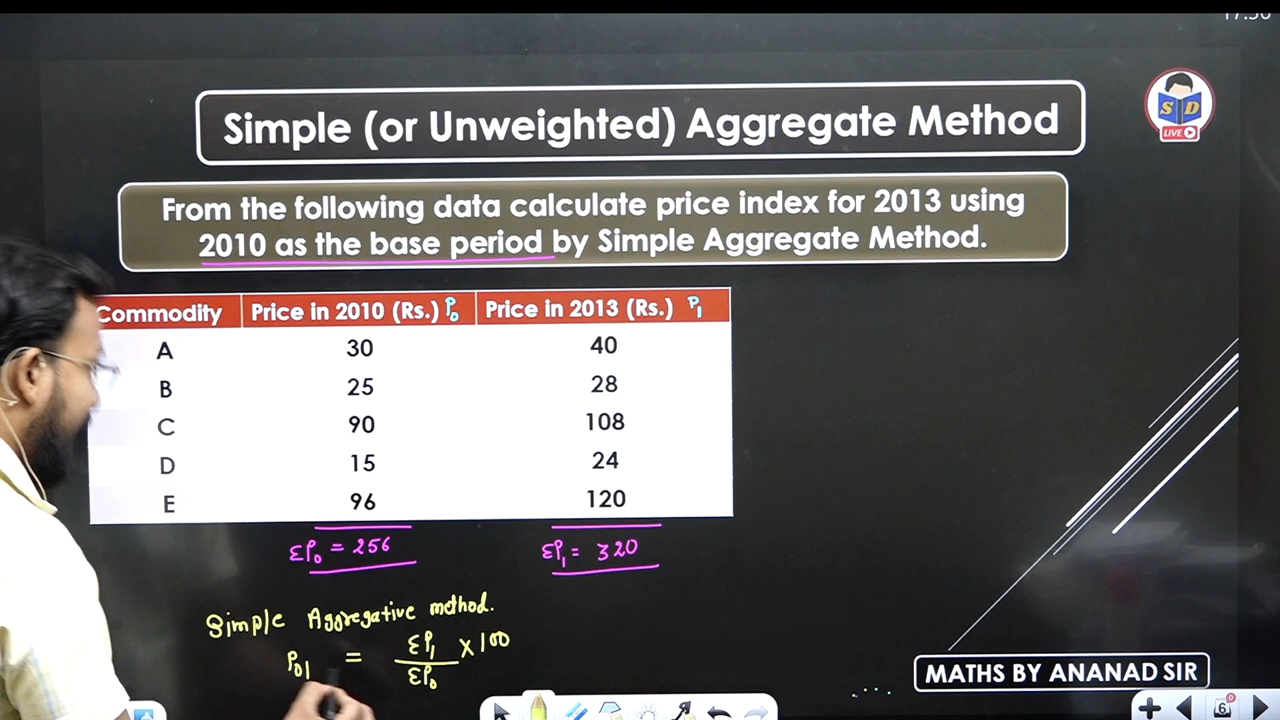 Simple (or Unweighted) Aggregate Method
S D
LIVE
From the following data calculate price index for 2013 using
2010 as the base period by Simple Aggregate Method.
Commodity Price in 2010 (Rs.) P₀ Price in 2013 (Rs.) P₁
A 30 40
B 25 28
C 90 108
D 15 24
E 96 120
ΣP₀ = 256 ΣP₁ = 320
Simple Aggregative method.
P₀₁ = ΣP₁ / ΣP₀ × 100
MATHS BY ANANAD SIR
6